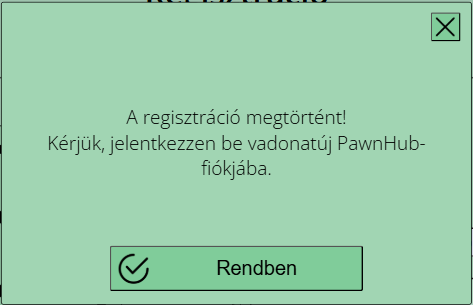 A regisztráció megtörtént!
Kérjük, jelentkezzen be vadonatúj PawnHub-
fiókjába.
Rendben